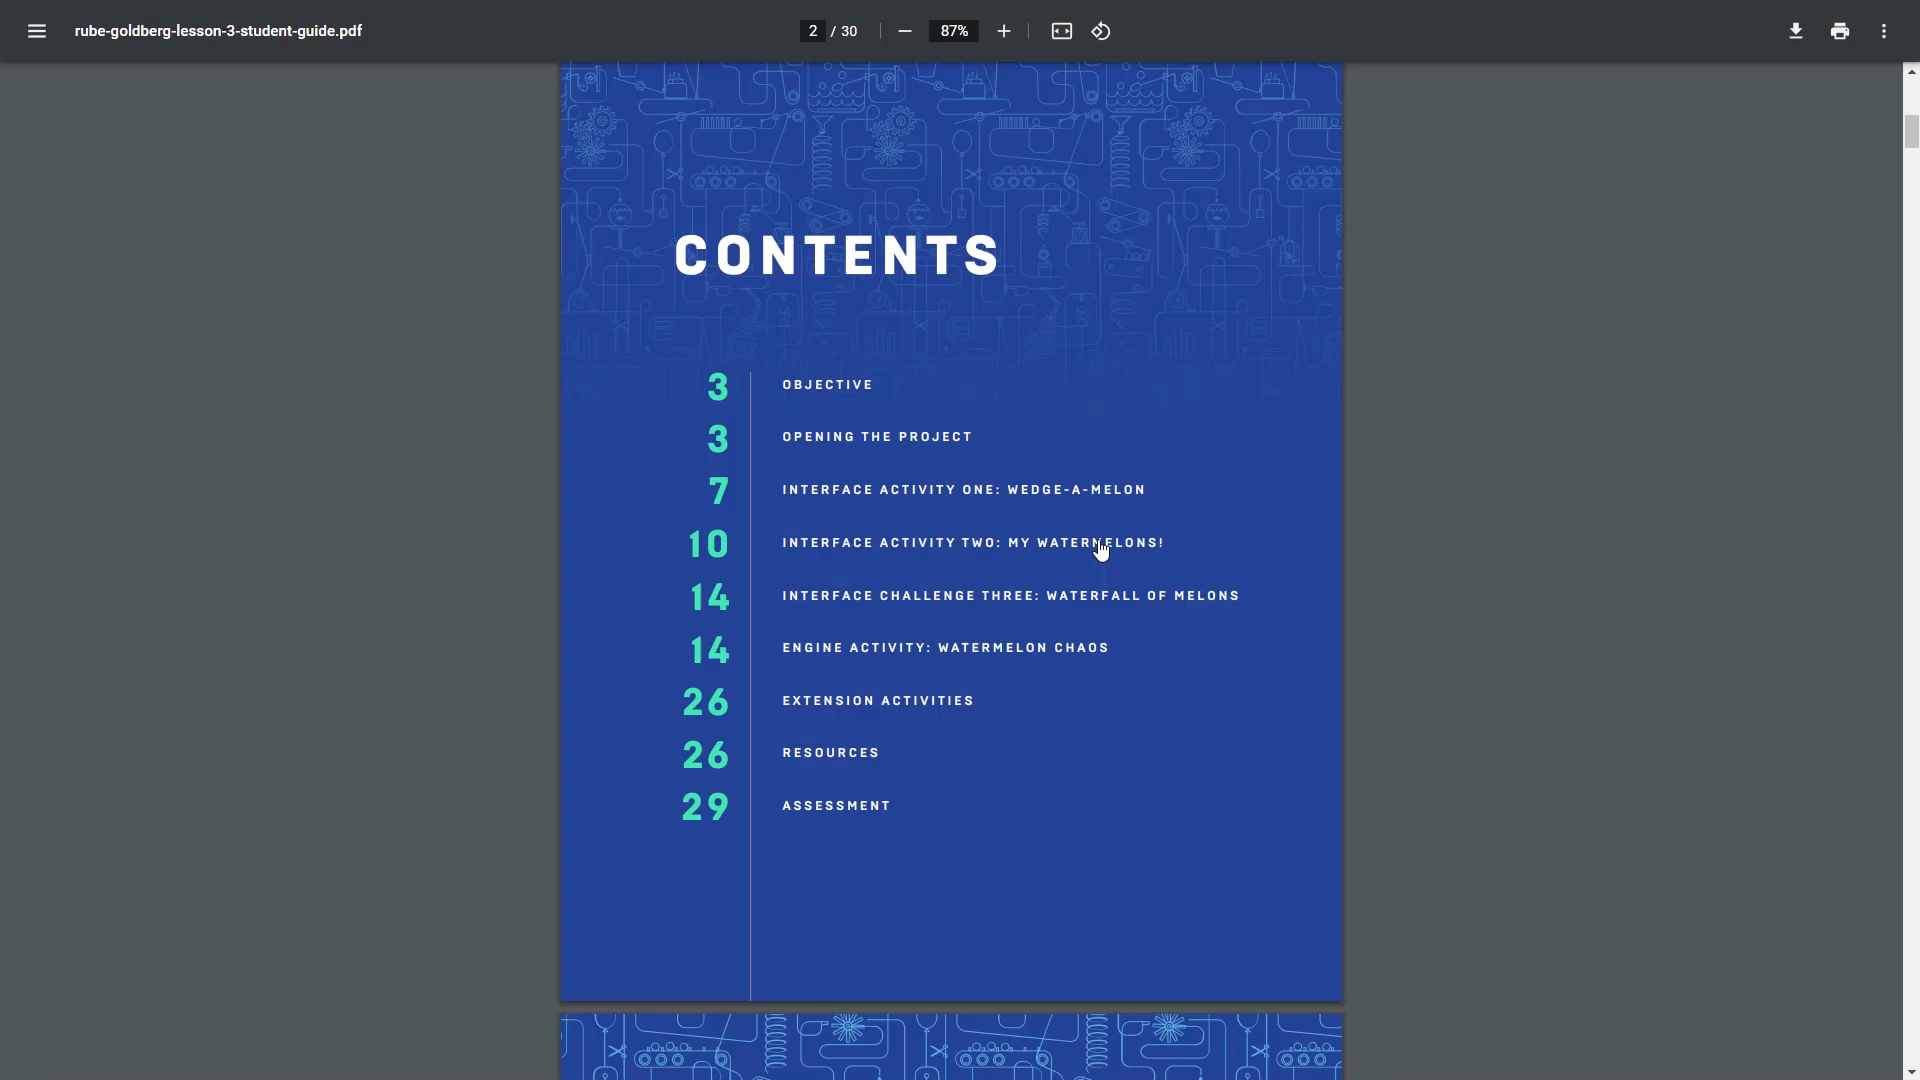 rube-goldberg-lesson-3-student-guide.pdf
2 / 30
87%
CONTENTS
3 OBJECTIVE
3 OPENING THE PROJECT
7 INTERFACE ACTIVITY ONE: WEDGE-A-MELON
10 INTERFACE ACTIVITY TWO: MY WATERMELONS!
14 INTERFACE CHALLENGE THREE: WATERFALL OF MELONS
14 ENGINE ACTIVITY: WATERMELON CHAOS
26 EXTENSION ACTIVITIES
26 RESOURCES
29 ASSESSMENT